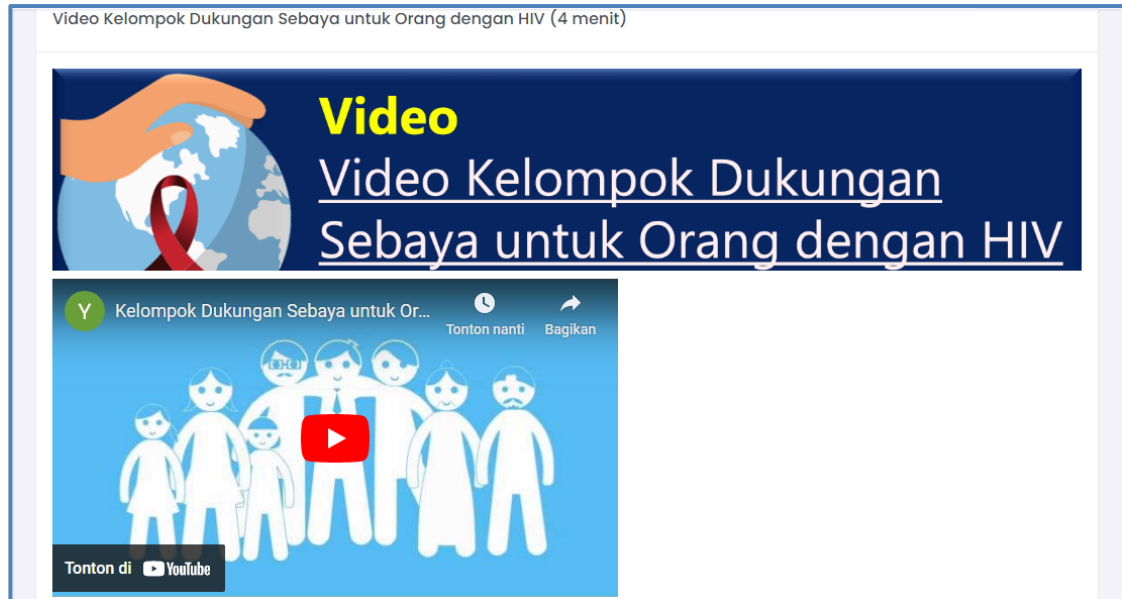 Video Kelompok Dukungan Sebaya untuk Orang dengan HIV (4 menit)
Video
Video Kelompok Dukungan
Sebaya untuk Orang dengan HIV
Y
Kelompok Dukungan Sebaya untuk Or...
Tonton nanti
Bagikan
Tonton di YouTube